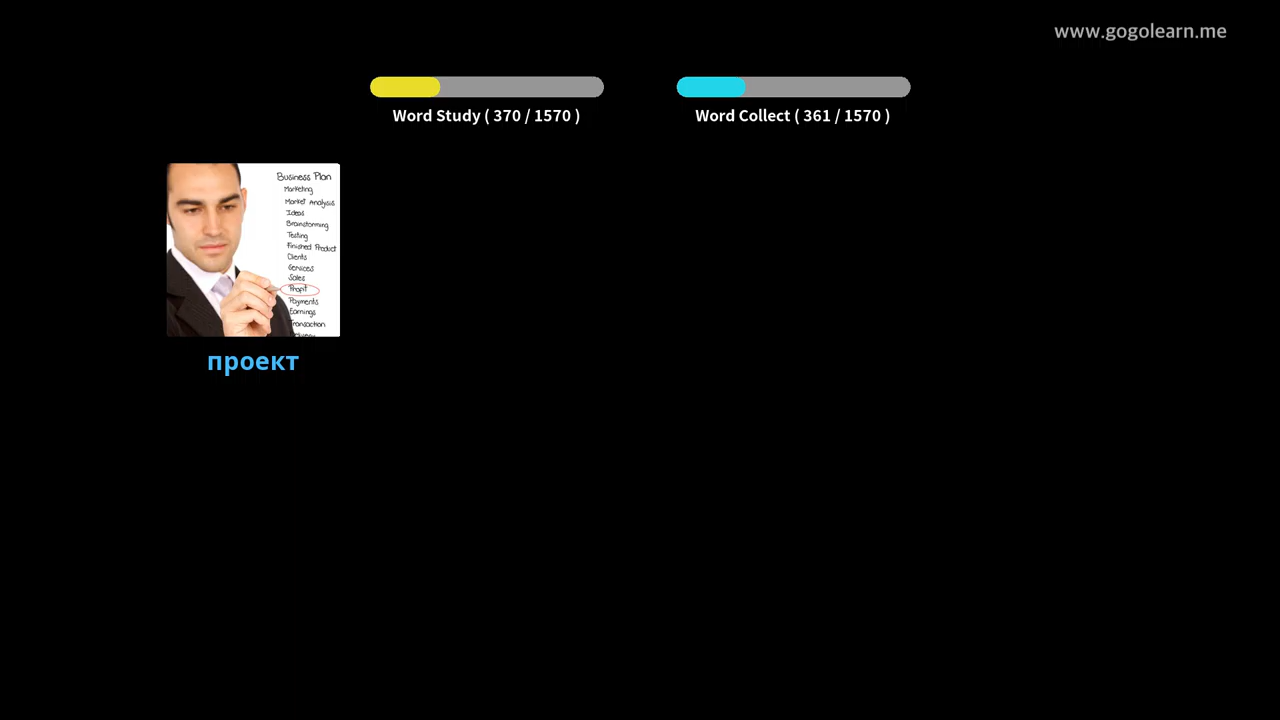 www.gogolearn.me
Word Study ( 370 / 1570 )
Word Collect ( 361 / 1570 )
Business Plan
Marketing
Market Analysis
Ideas
Brainstorming
Testing
Finished Product
Clients
Services
Sales
Profit
Payments
Earnings
Transaction
Delivery
проект